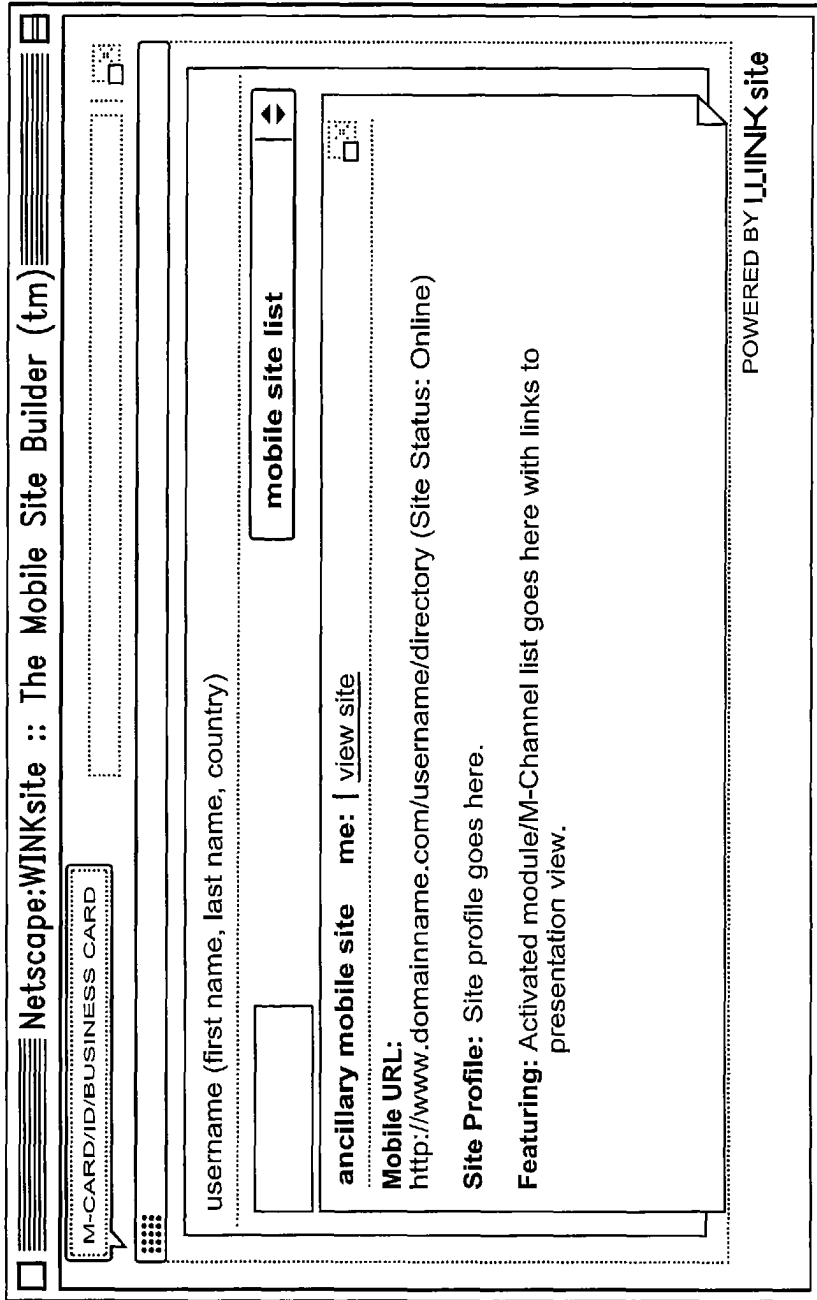 Netscape:WINKsite :: The Mobile Site Builder (tm)
M-CARD/ID/BUSINESS CARD
username (first name, last name, country)
mobile site list
ancillary mobile site me: | view site
Mobile URL:
http://www.domainname.com/username/directory (Site Status: Online)
Site Profile: Site profile goes here.
Featuring: Activated module/M-Channel list goes here with links to
presentation view.
POWERED BY WINKsite